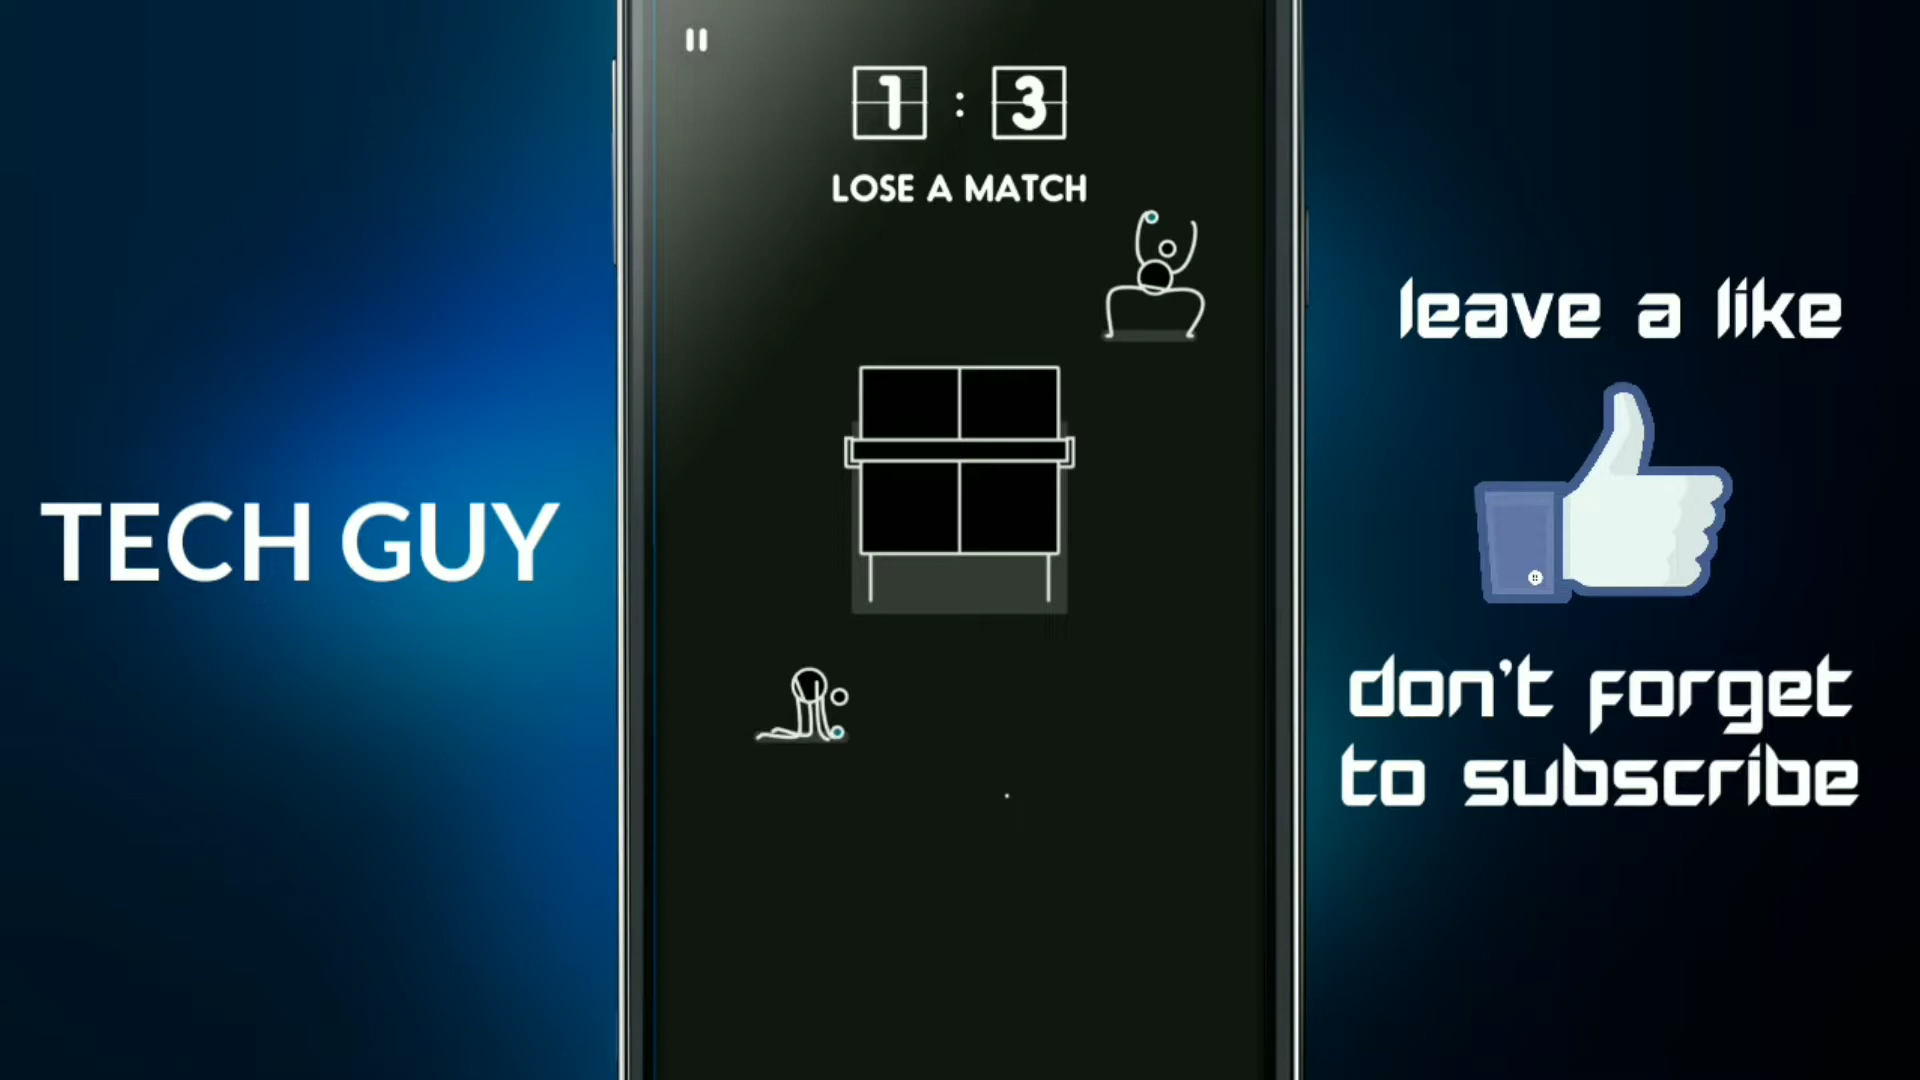 1 : 3
LOSE A MATCH
TECH GUY
leave a like
don't forget
to subscribe